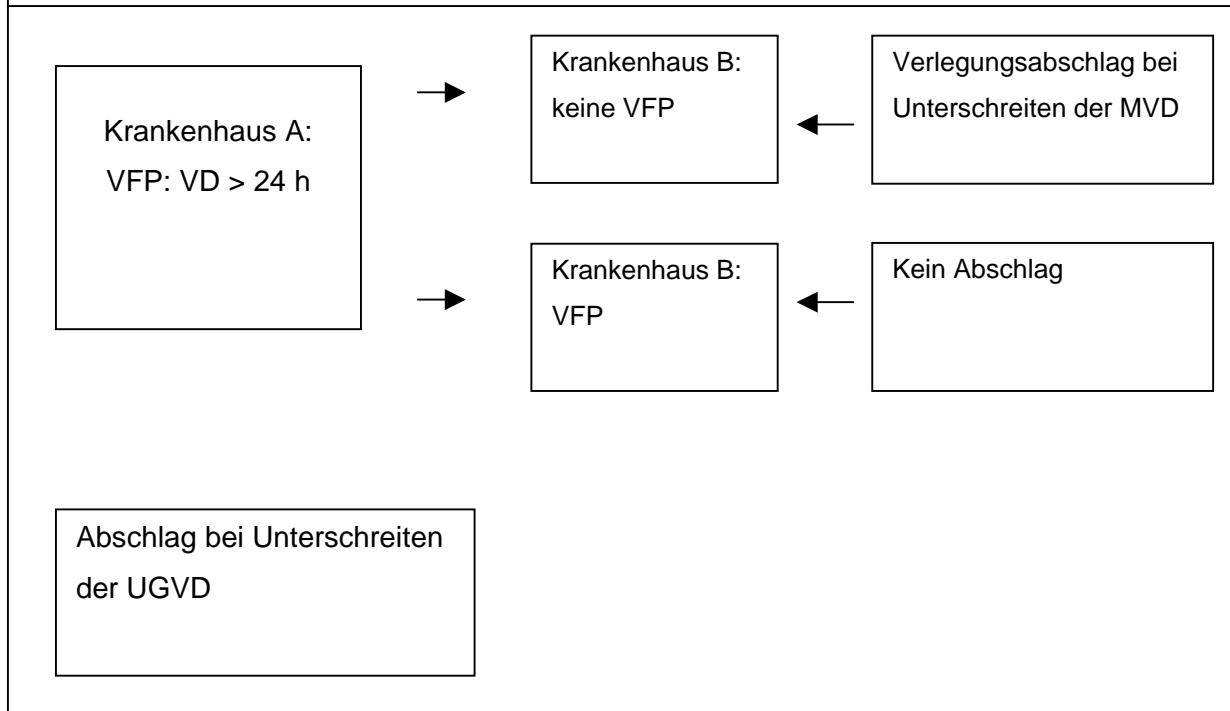 Krankenhaus A:
VFP: VD > 24 h
Krankenhaus B:
keine VFP
Verlegungsabschlag bei
Unterschreiten der MVD
Krankenhaus B:
VFP
Kein Abschlag
Abschlag bei Unterschreiten
der UGVD